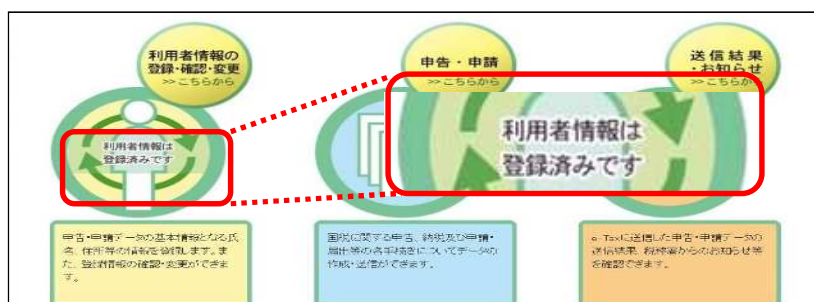 利用者情報の
登録・確認・変更
>>こちらから
申告・申請
>>こちらから
送信結果
・お知らせ
>>こちらから
利用者情報は
登録済みです
利用者情報は
登録済みです
申告・申請データの基本情報となる氏
名、住所等の情報を登録します。ま
た、登録情報の確認・変更ができま
す。
国税に関する申告、納税及び申請・
届出等の各手続きについてデータの
作成・送信ができます。
e-Taxに送信した申告・申請データの
送信結果、税務署からのお知らせ等
を確認できます。